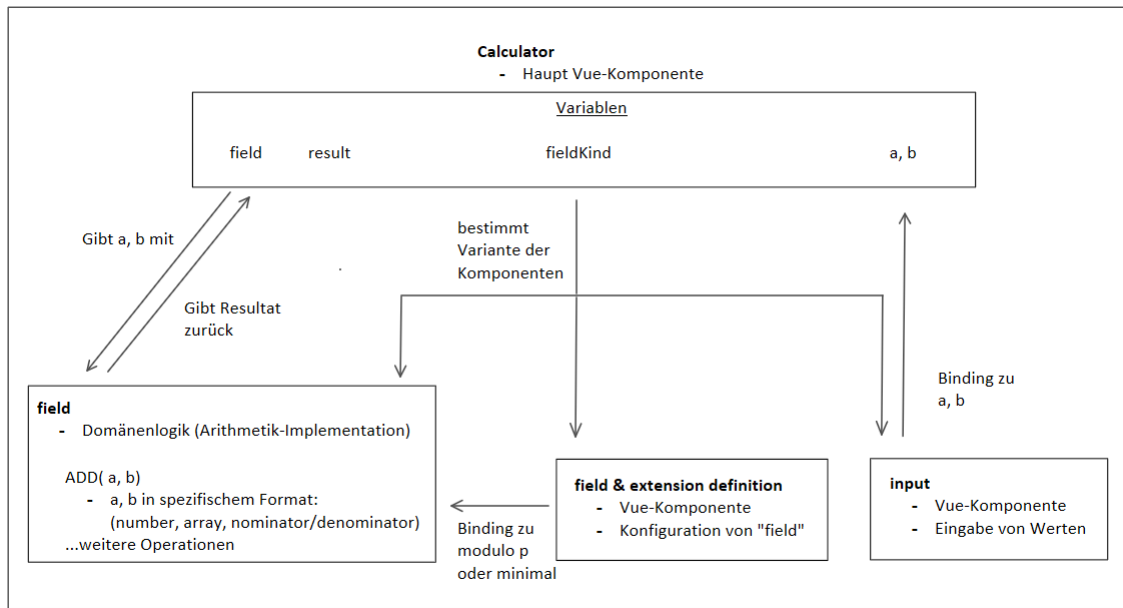 Calculator
- Haupt Vue-Komponente
Variablen
field result fieldKind a, b
Gibt a, b mit
bestimmt
Variante der
Komponenten
Gibt Resultat
zurück
Binding zu
a, b
field
- Domänenlogik (Arithmetik-Implementation)
ADD( a, b)
- a, b in spezifischem Format:
(number, array, nominator/denominator)
...weitere Operationen
Binding zu
modulo p
oder minimal
field & extension definition
- Vue-Komponente
- Konfiguration von "field"
input
- Vue-Komponente
- Eingabe von Werten